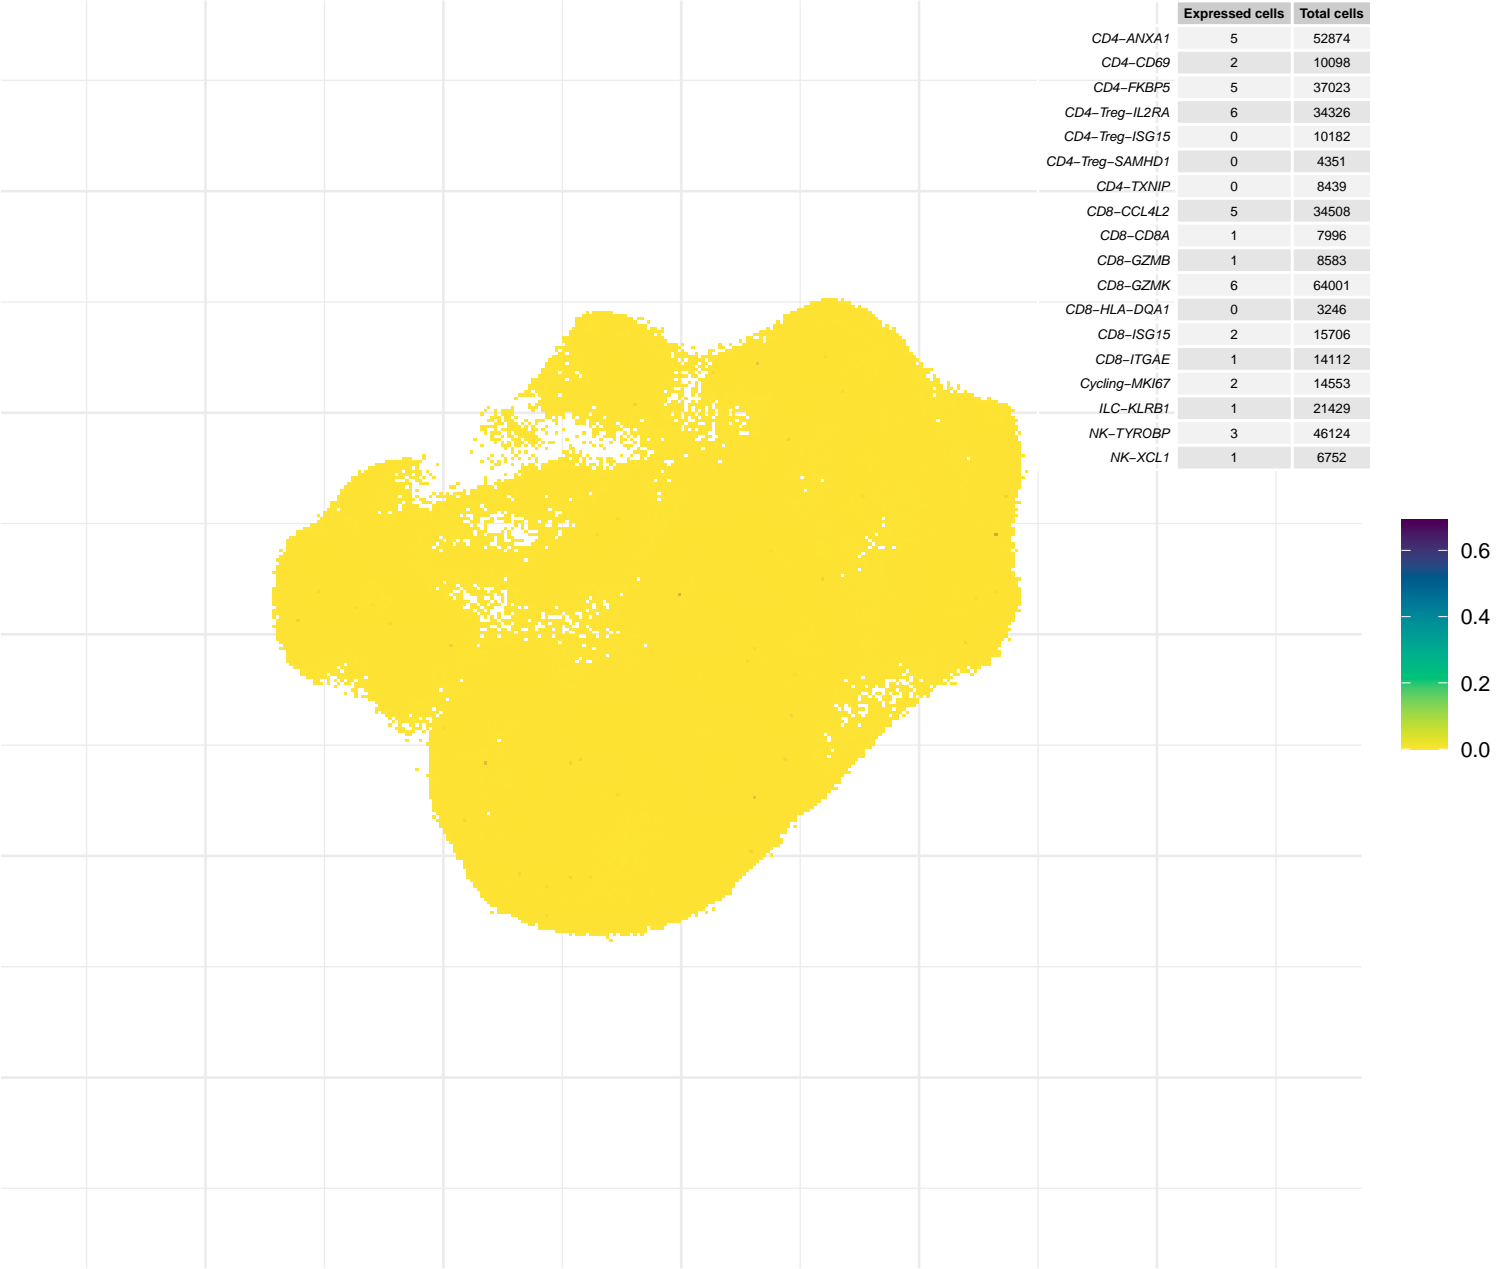 Expressed cells Total cells
CD4−ANXA1 5 52874
CD4−CD69 2 10098
CD4−FKBP5 5 37023
CD4−Treg−IL2RA 6 34326
CD4−Treg−ISG15 0 10182
CD4−Treg−SAMHD1 0 4351
CD4−TXNIP 0 8439
CD8−CCL4L2 5 34508
CD8−CD8A 1 7996
CD8−GZMB 1 8583
CD8−GZMK 6 64001
CD8−HLA−DQA1 0 3246
CD8−ISG15 2 15706
CD8−ITGAE 1 14112
Cycling−MKI67 2 14553
ILC−KLRB1 1 21429
NK−TYROBP 3 46124
NK−XCL1 1 6752
0.6
0.4
0.2
0.0